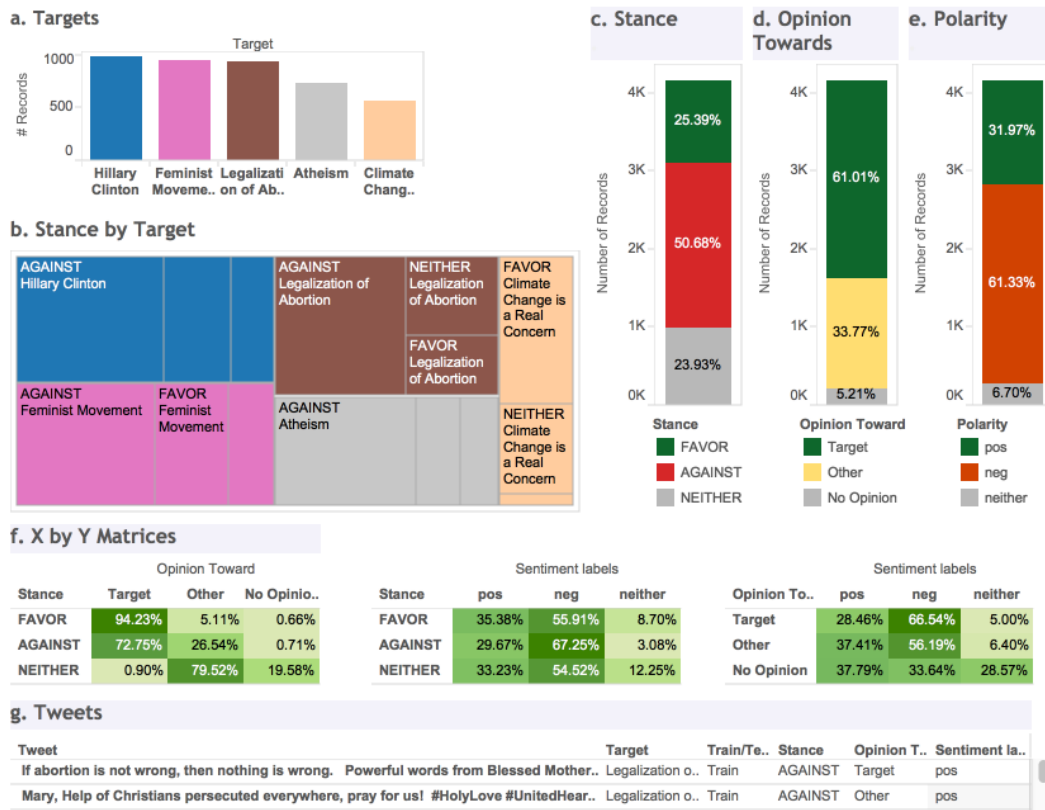 a. Targets
Target
# Records
1000
500
0
Hillary Clinton
Feminist Moveme..
Legalizati on of Ab..
Atheism
Climate Chang..
b. Stance by Target
AGAINST
Hillary Clinton
AGAINST
Feminist Movement
FAVOR
Feminist
Movement
AGAINST
Legalization of
Abortion
NEITHER
Legalization
of Abortion
FAVOR
Legalization
of Abortion
AGAINST
Atheism
FAVOR
Climate
Change is
a Real
Concern
NEITHER
Climate
Change is
a Real
Concern
c. Stance
Number of Records
4K
3K
2K
1K
0K
25.39%
50.68%
23.93%
Stance
FAVOR
AGAINST
NEITHER
d. Opinion
Towards
Number of Records
4K
3K
2K
1K
0K
61.01%
33.77%
5.21%
Opinion Toward
Target
Other
No Opinion
e. Polarity
Number of Records
4K
3K
2K
1K
0K
31.97%
61.33%
6.70%
Polarity
pos
neg
neither
f. X by Y Matrices
Opinion Toward
Stance Target Other No Opinio..
FAVOR 94.23% 5.11% 0.66%
AGAINST 72.75% 26.54% 0.71%
NEITHER 0.90% 79.52% 19.58%
Sentiment labels
Stance pos neg neither
FAVOR 35.38% 55.91% 8.70%
AGAINST 29.67% 67.25% 3.08%
NEITHER 33.23% 54.52% 12.25%
Sentiment labels
Opinion To.. pos neg neither
Target 28.46% 66.54% 5.00%
Other 37.41% 56.19% 6.40%
No Opinion 37.79% 33.64% 28.57%
g. Tweets
Tweet Target Train/Te.. Stance Opinion T.. Sentiment la..
If abortion is not wrong, then nothing is wrong. Powerful words from Blessed Mother.. Legalization o.. Train AGAINST Target pos
Mary, Help of Christians persecuted everywhere, pray for us! #HolyLove #UnitedHear.. Legalization o.. Train AGAINST Other pos